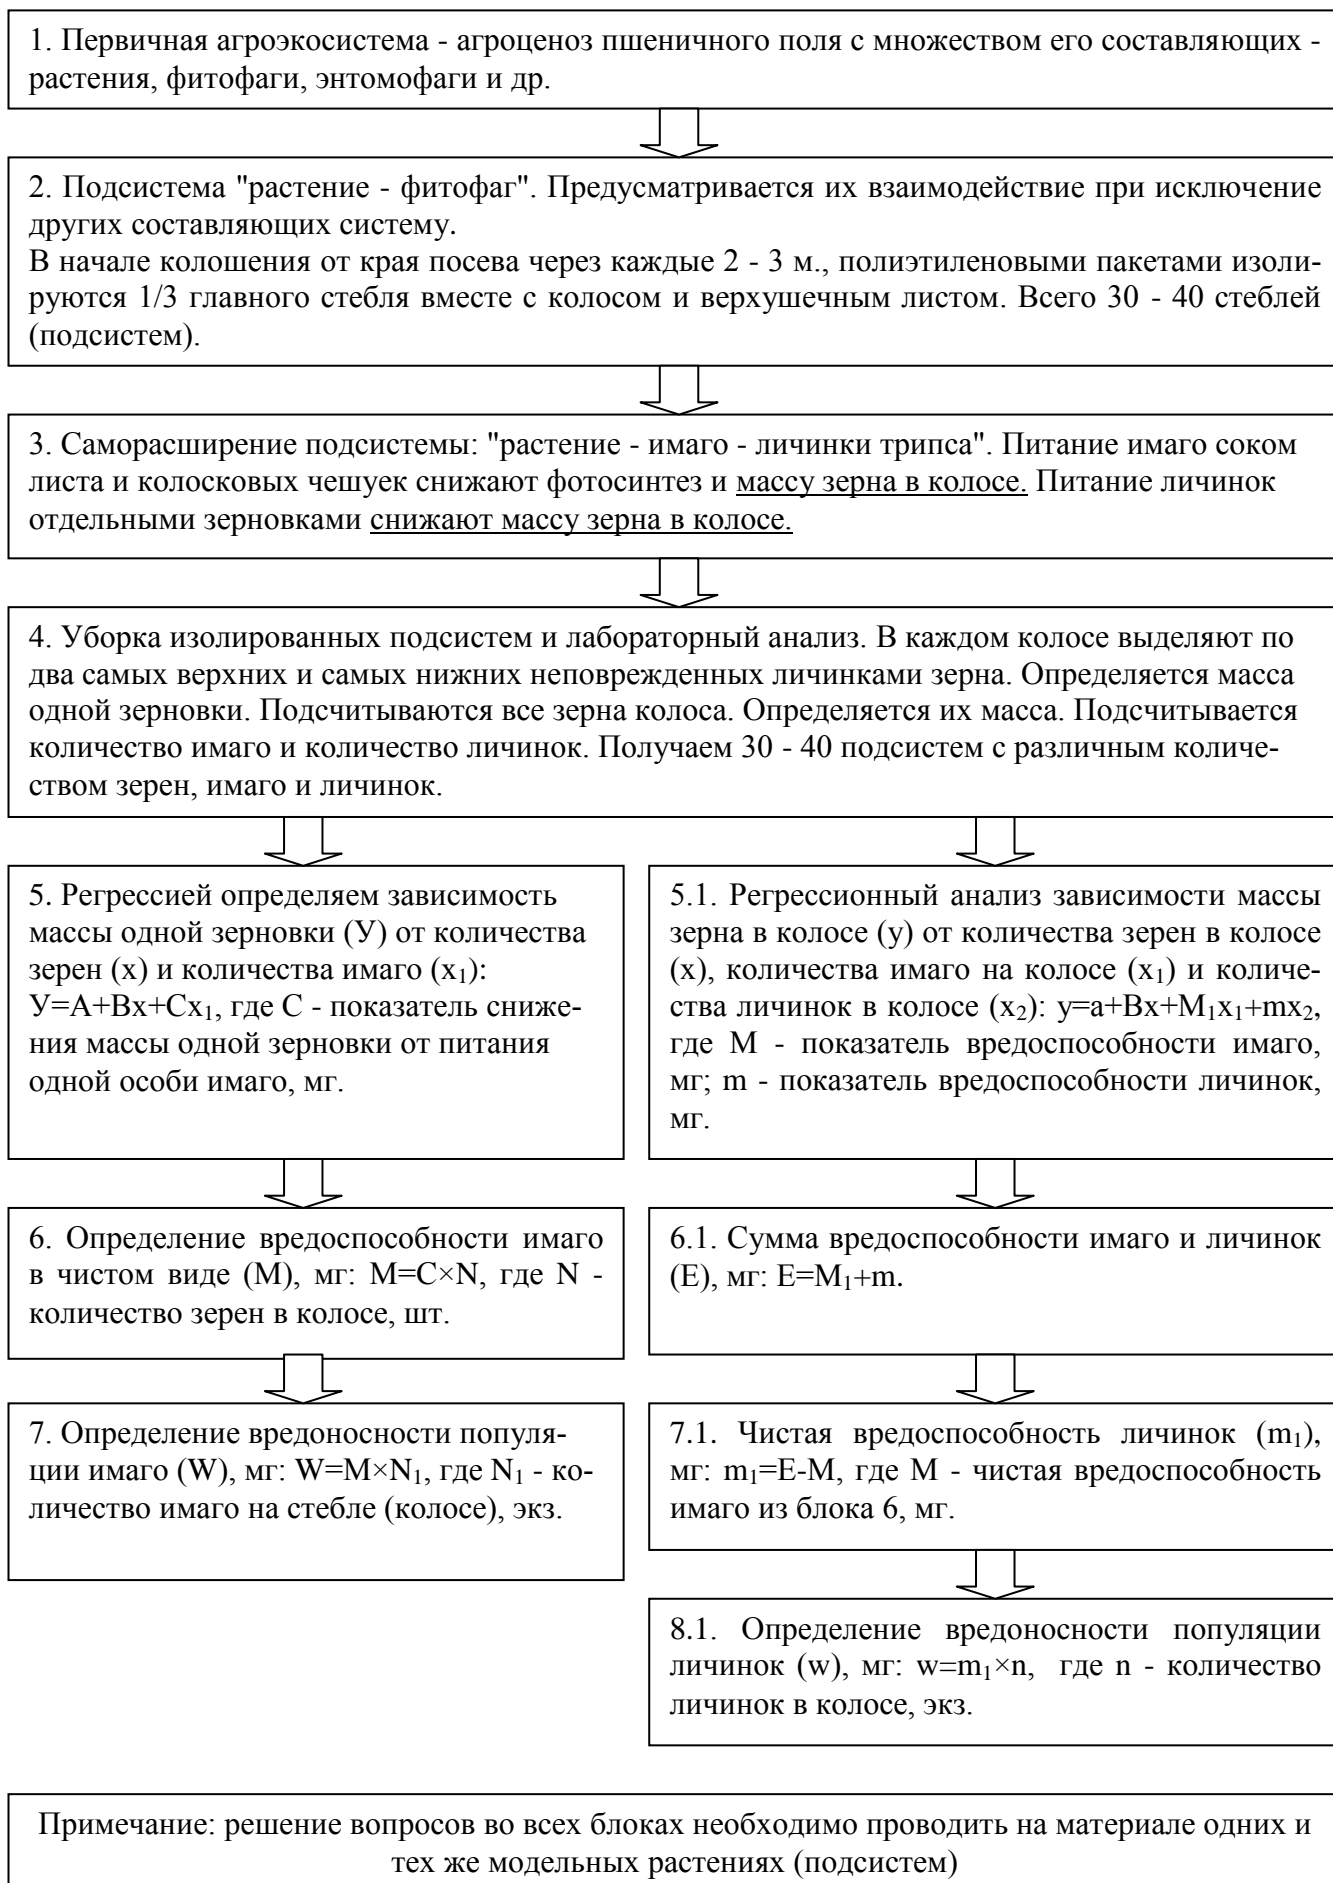 1. Первичная агроэкосистема - агроценоз пшеничного поля с множеством его составляющих -
растения, фитофаги, энтомофаги и др.
2. Подсистема "растение - фитофаг". Предусматривается их взаимодействие при исключение
других составляющих систему.
В начале колошения от края посева через каждые 2 - 3 м., полиэтиленовыми пакетами изоли-
руются 1/3 главного стебля вместе с колосом и верхушечным листом. Всего 30 - 40 стеблей
(подсистем).
3. Саморасширение подсистемы: "растение - имаго - личинки трипса". Питание имаго соком
листа и колосковых чешуек снижают фотосинтез и массу зерна в колосе. Питание личинок
отдельными зерновками снижают массу зерна в колосе.
4. Уборка изолированных подсистем и лабораторный анализ. В каждом колосе выделяют по
два самых верхних и самых нижних неповрежденных личинками зерна. Определяется масса
одной зерновки. Подсчитываются все зерна колоса. Определяется их масса. Подсчитывается
количество имаго и количество личинок. Получаем 30 - 40 подсистем с различным количе-
ством зерен, имаго и личинок.
5. Регрессией определяем зависимость
массы одной зерновки (У) от количества
зерен (х) и количества имаго (х₁):
У=А+Вх+Сх₁, где С - показатель сниже-
ния массы одной зерновки от питания
одной особи имаго, мг.
5.1. Регрессионный анализ зависимости массы
зерна в колосе (у) от количества зерен в колосе
(х), количества имаго на колосе (х₁) и количе-
ства личинок в колосе (х₂): у=а+Вх+М₁х₁+mx₂,
где М - показатель вредоспособности имаго,
мг; m - показатель вредоспособности личинок,
мг.
6. Определение вредоспособности имаго
в чистом виде (М), мг: М=С×N, где N -
количество зерен в колосе, шт.
6.1. Сумма вредоспособности имаго и личинок
(Е), мг: Е=М₁+m.
7. Определение вредоносности популя-
ции имаго (W), мг: W=M×N₁, где N₁ - ко-
личество имаго на стебле (колосе), экз.
7.1. Чистая вредоспособность личинок (m₁),
мг: m₁=Е-М, где М - чистая вредоспособность
имаго из блока 6, мг.
8.1. Определение вредоносности популяции
личинок (w), мг: w=m₁×n, где n - количество
личинок в колосе, экз.
Примечание: решение вопросов во всех блоках необходимо проводить на материале одних и
тех же модельных растениях (подсистем)